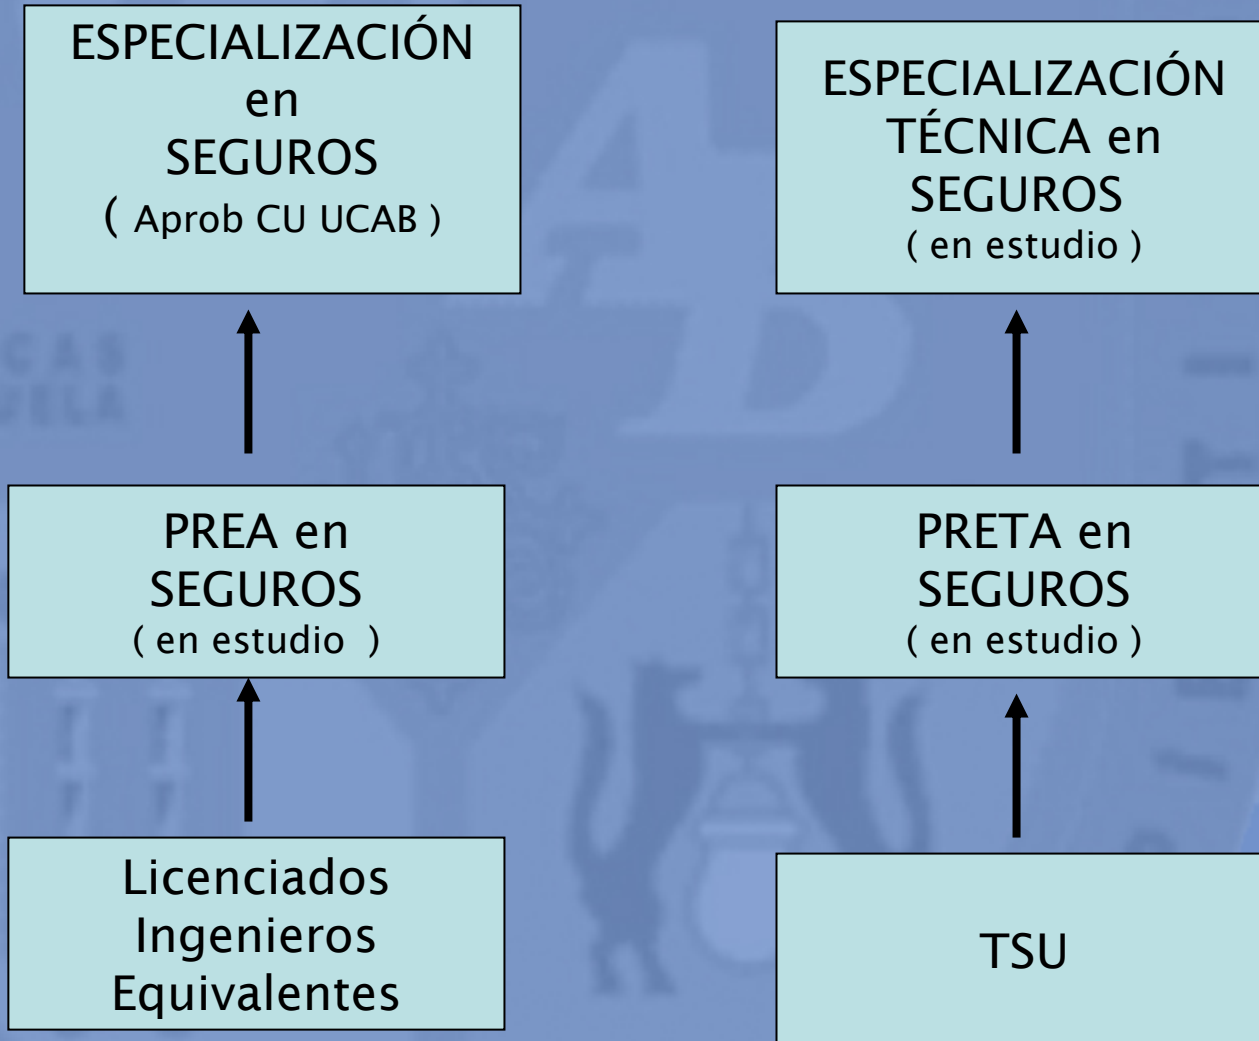 ESPECIALIZACIÓN
en
SEGUROS
( Aprob CU UCAB )
ESPECIALIZACIÓN
TÉCNICA en
SEGUROS
( en estudio )
PREA en
SEGUROS
( en estudio )
PRETA en
SEGUROS
( en estudio )
Licenciados
Ingenieros
Equivalentes
TSU